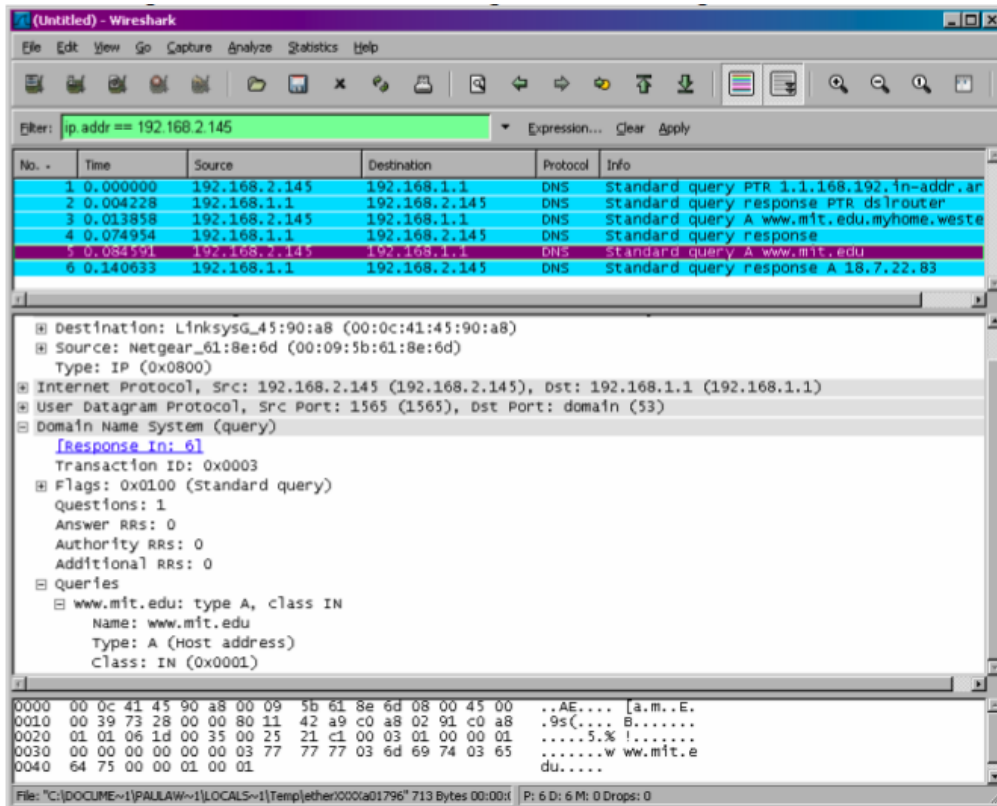 (Untitled) - Wireshark
File Edit View Go Capture Analyze Statistics Help
Filter: ip.addr == 192.168.2.145 Expression... Clear Apply
No. - Time Source Destination Protocol Info
1 0.000000 192.168.2.145 192.168.1.1 DNS Standard query PTR 1.1.168.192.in-addr.ar
2 0.004228 192.168.1.1 192.168.2.145 DNS Standard query response PTR dslrouter
3 0.013858 192.168.2.145 192.168.1.1 DNS Standard query A www.mit.edu.myhome.weste
4 0.074954 192.168.1.1 192.168.2.145 DNS Standard query response
5 0.084591 192.168.2.145 192.168.1.1 DNS Standard query A www.mit.edu
6 0.140633 192.168.1.1 192.168.2.145 DNS Standard query response A 18.7.22.83
Destination: LinksysG_45:90:a8 (00:0c:41:45:90:a8)
Source: Netgear_61:8e:6d (00:09:5b:61:8e:6d)
Type: IP (0x0800)
Internet Protocol, Src: 192.168.2.145 (192.168.2.145), Dst: 192.168.1.1 (192.168.1.1)
User Datagram Protocol, Src Port: 1565 (1565), Dst Port: domain (53)
Domain Name System (query)
[Response In: 6]
Transaction ID: 0x0003
Flags: 0x0100 (Standard query)
Questions: 1
Answer RRs: 0
Authority RRs: 0
Additional RRs: 0
Queries
www.mit.edu: type A, class IN
Name: www.mit.edu
Type: A (Host address)
Class: IN (0x0001)
0000 00 0c 41 45 90 a8 00 09 5b 61 8e 6d 08 00 45 00 ..AE.... [a.m..E.
0010 00 39 73 28 00 00 80 11 42 a9 c0 a8 02 91 c0 a8 .9s(.... B.......
0020 01 01 06 1d 00 35 00 25 21 c1 00 03 01 00 00 01 .....5.% !.......
0030 00 00 00 00 00 00 03 77 77 77 03 6d 69 74 03 65 .......w ww.mit.e
0040 64 75 00 00 01 00 01 du.....
File: "C:\DOCUME~1\PAULAW~1\LOCALS~1\Temp\etherXXXXa01796" 713 Bytes 00:00:( P: 6 D: 6 M: 0 Drops: 0